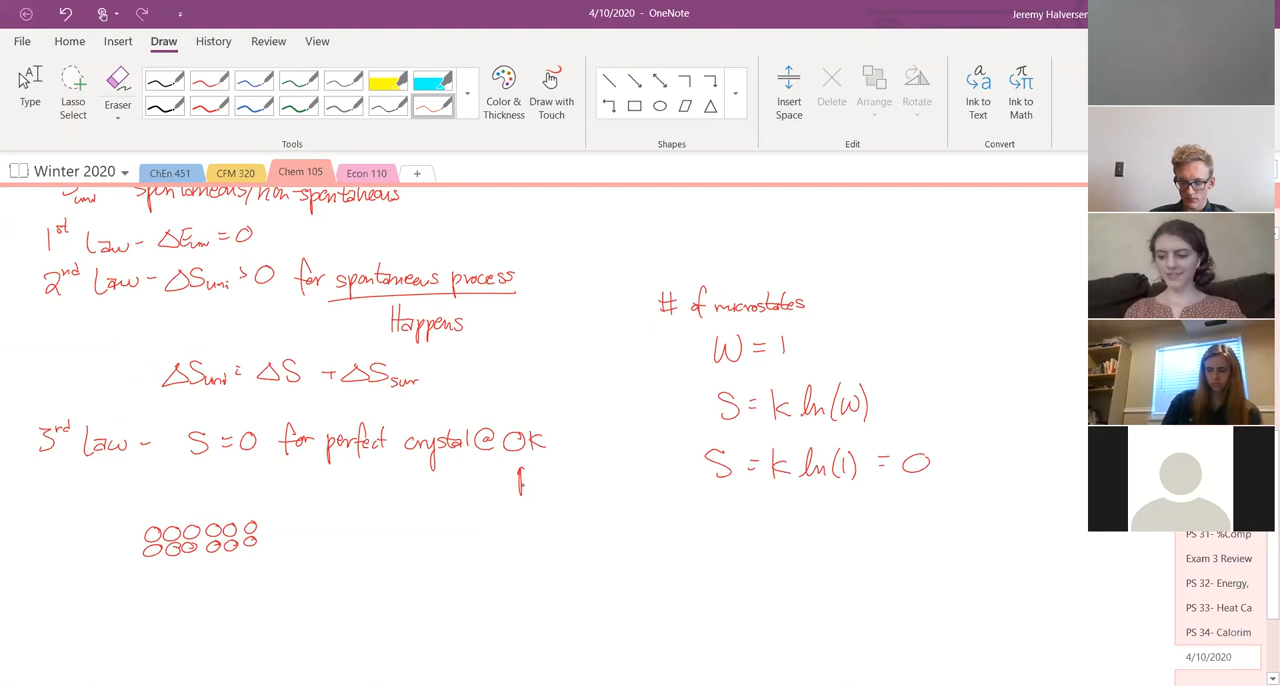 4/10/2020 - OneNote
Jeremy Halversen
File Home Insert Draw History Review View
Type
Lasso Select
Eraser
Color & Thickness
Draw with Touch
Insert Space
Delete
Arrange
Rotate
Ink to Text
Ink to Math
Tools
Shapes
Edit
Convert
Winter 2020
ChEn 451
CFM 320
Chem 105
Econ 110
spontaneous/non-spontaneous
1st Law - ΔEuni = 0
2nd Law - ΔSuni > 0 for spontaneous process
Happens
ΔSuni = ΔS + ΔSsur
3rd Law - S = 0 for perfect crystal @ 0K
# of microstates
W = 1
S = k ln(W)
S = k ln(1) = 0
PS 31- %Comp
Exam 3 Review
PS 32- Energy,
PS 33- Heat Ca
PS 34- Calorim
4/10/2020